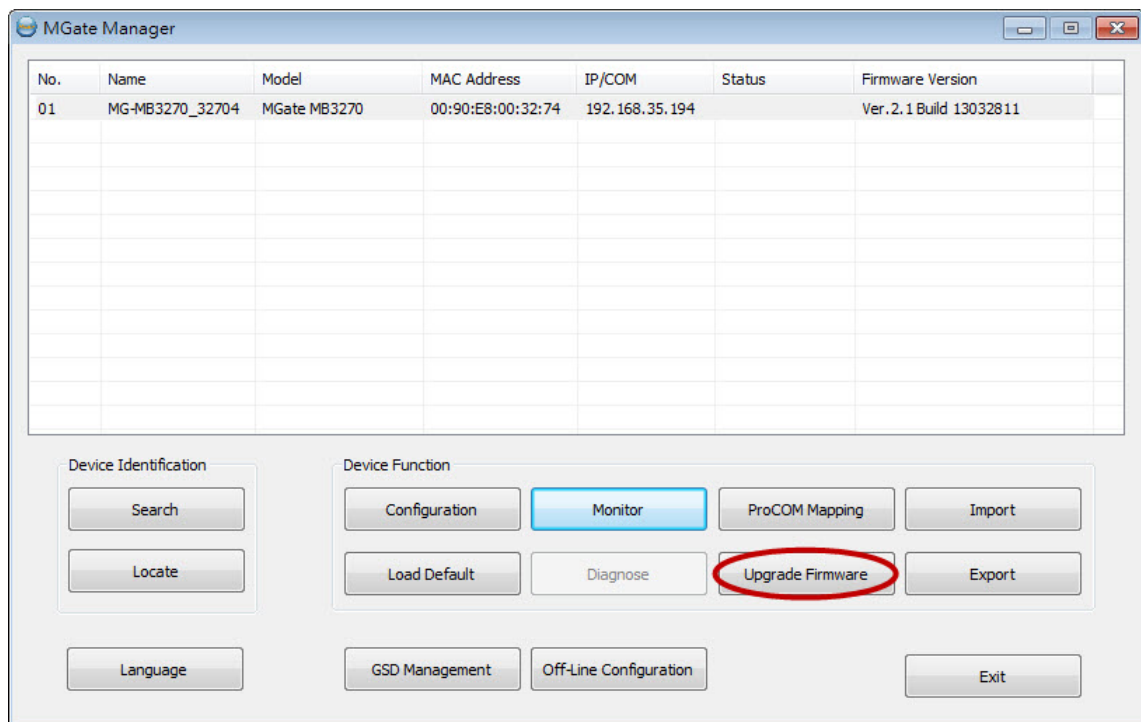 MGate Manager
No. Name Model MAC Address IP/COM Status Firmware Version
01 MG-MB3270_32704 MGate MB3270 00:90:E8:00:32:74 192.168.35.194 Ver.2.1 Build 13032811
Device Identification Device Function
Search Configuration Monitor ProCOM Mapping Import
Locate Load Default Diagnose Upgrade Firmware Export
Language GSD Management Off-Line Configuration Exit